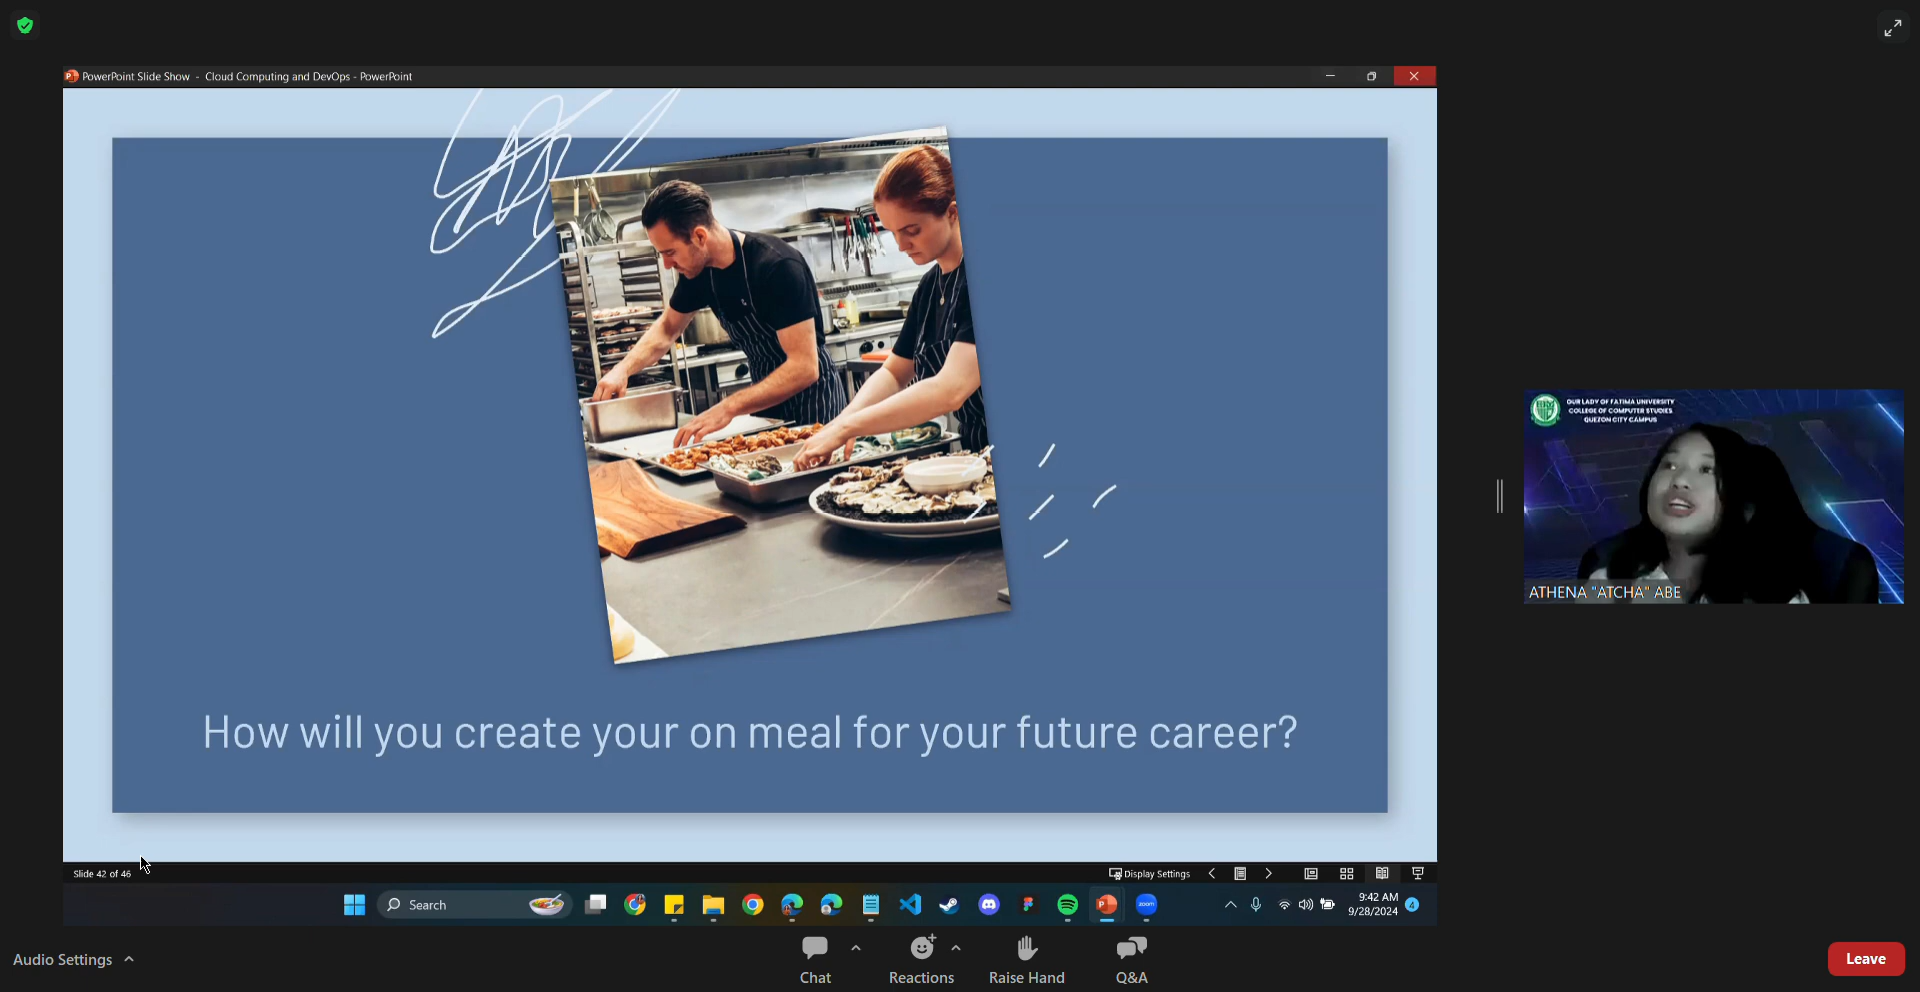 PowerPoint Slide Show - Cloud Computing and DevOps - PowerPoint
How will you create your on meal for your future career?
OUR LADY OF FATIMA UNIVERSITY
COLLEGE OF COMPUTER STUDIES
QUEZON CITY CAMPUS
ATHENA "ATCHA" ABE
Slide 42 of 46
Display Settings
Search
zoom
9:42 AM
9/28/2024
4
Audio Settings
Chat
Reactions
Raise Hand
Q&A
Leave